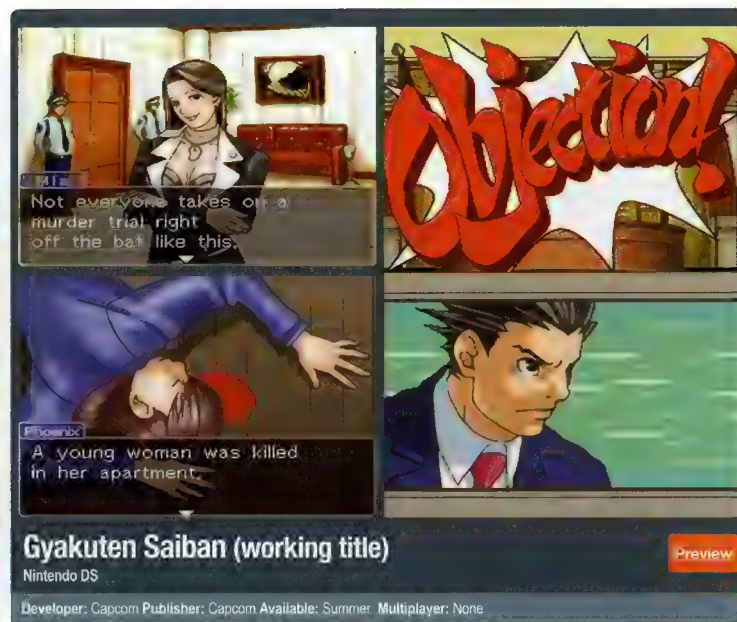 Not everyone takes on a
murder trial right
off the bat like this.
Objection!
Phoenix
A young woman was killed
in her apartment.
Gyakuten Saiban (working title)
Preview
Nintendo DS
Developer: Capcom Publisher: Capcom Available: Summer Multiplayer: None